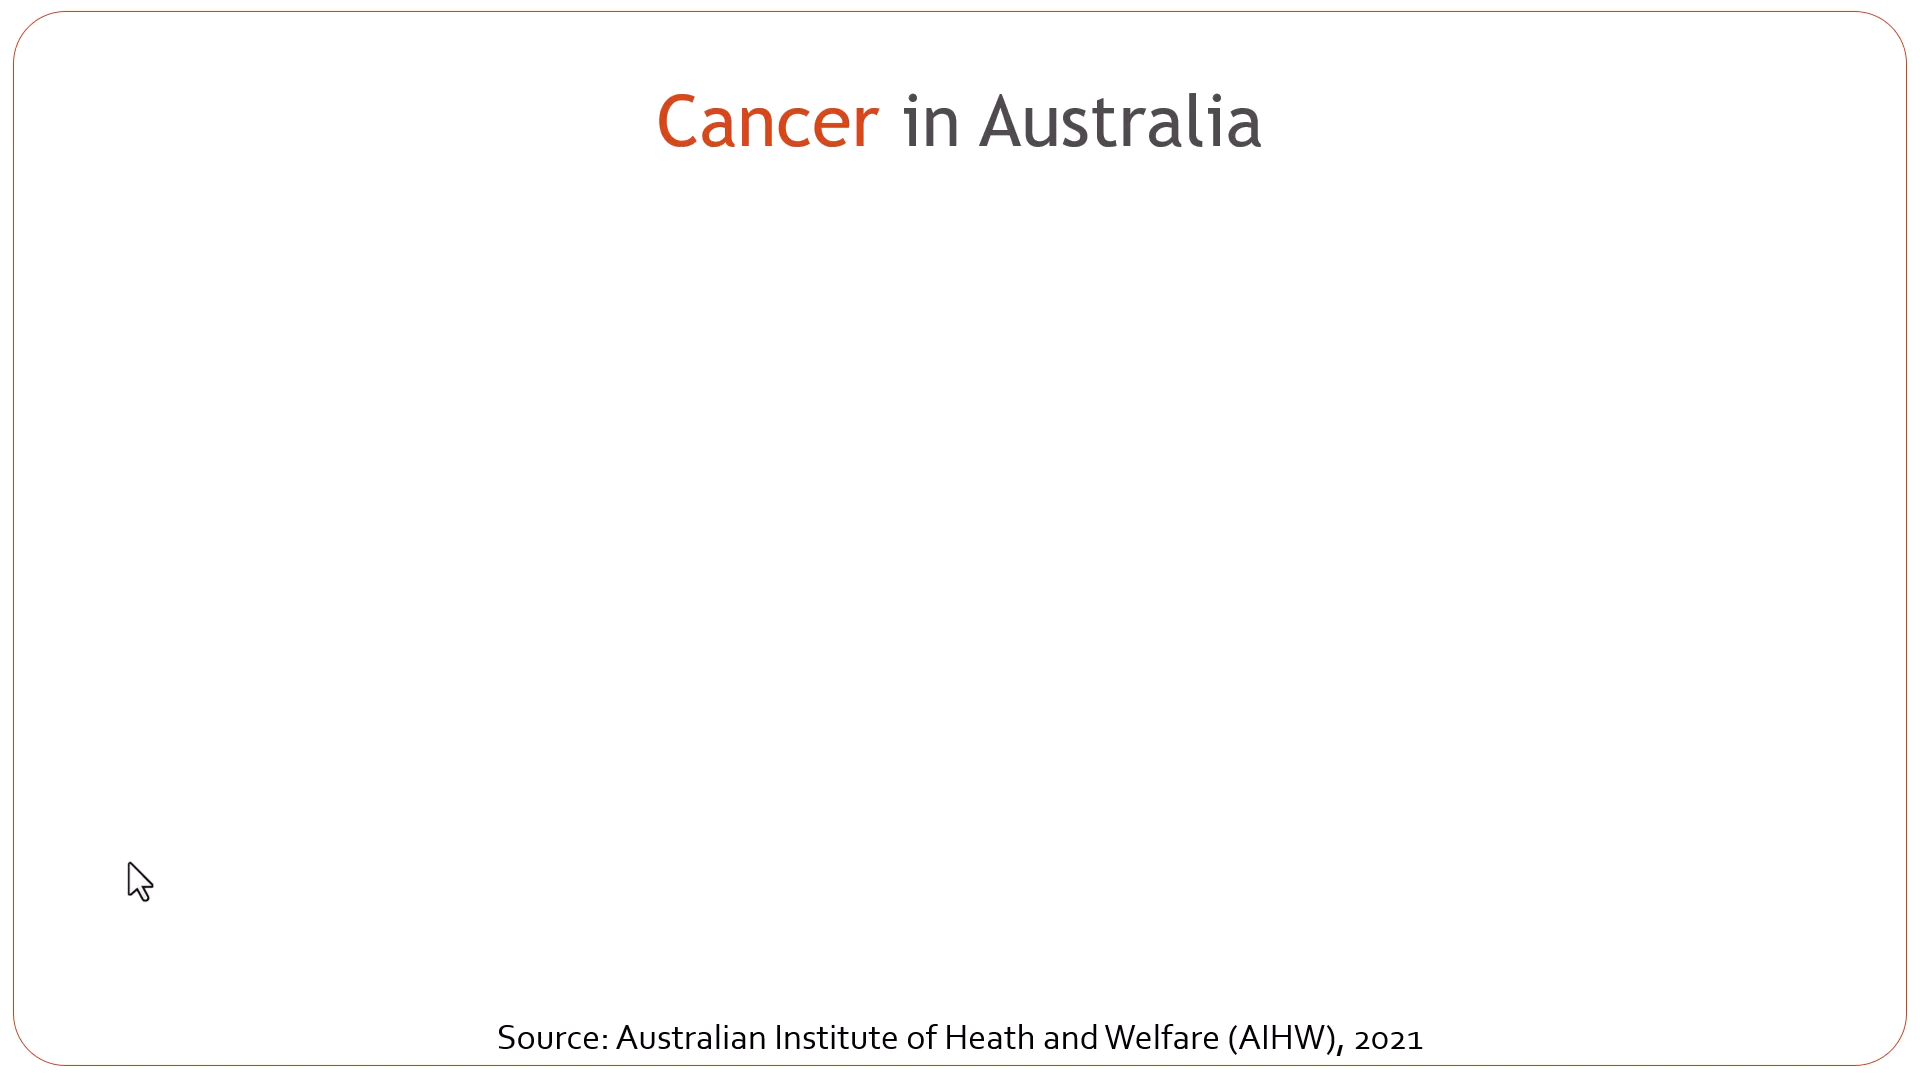 Cancer in Australia
Source: Australian Institute of Heath and Welfare (AIHW), 2021